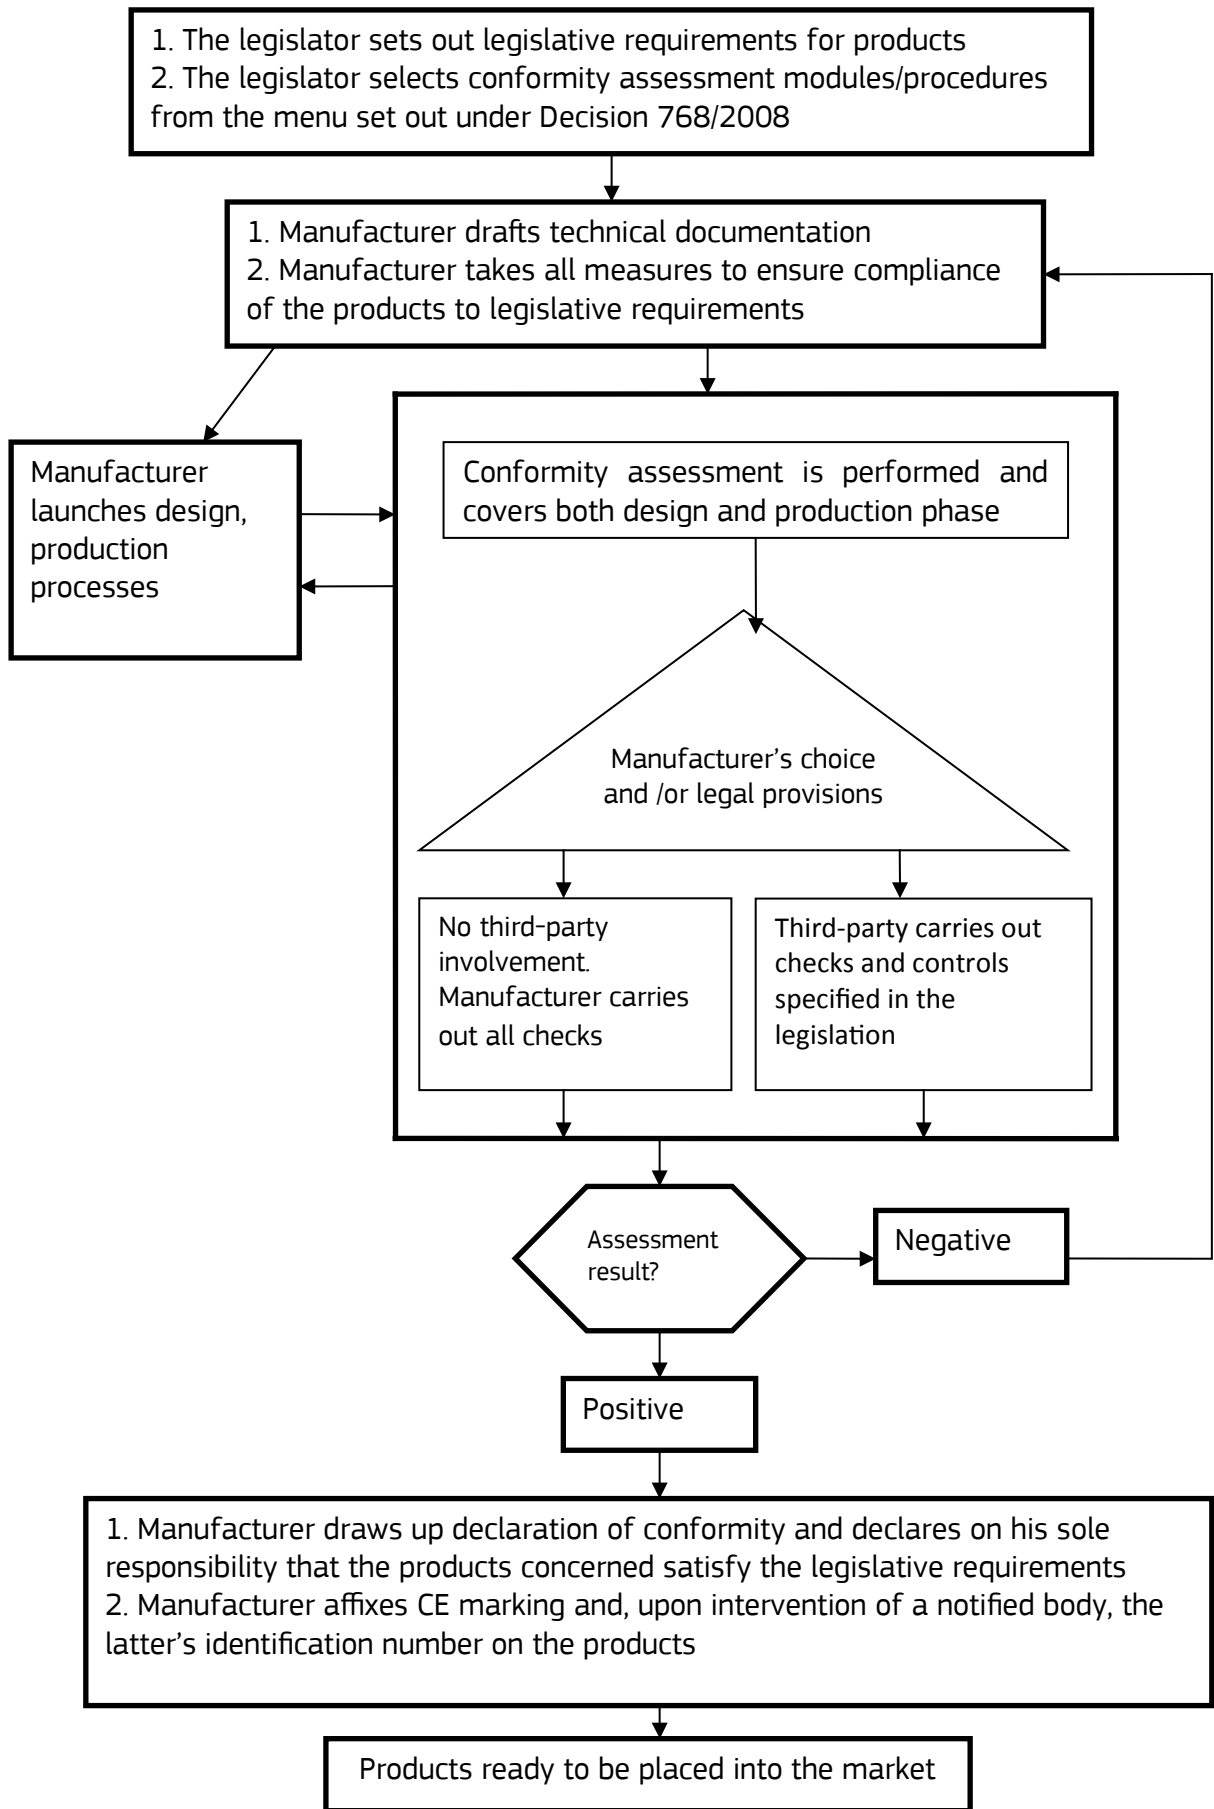 1. The legislator sets out legislative requirements for products
2. The legislator selects conformity assessment modules/procedures
from the menu set out under Decision 768/2008
1. Manufacturer drafts technical documentation
2. Manufacturer takes all measures to ensure compliance
of the products to legislative requirements
Manufacturer
launches design,
production
processes
Conformity assessment is performed and
covers both design and production phase
Manufacturer’s choice
and /or legal provisions
No third-party
involvement.
Manufacturer carries
out all checks
Third-party carries out
checks and controls
specified in the
legislation
Assessment
result?
Negative
Positive
1. Manufacturer draws up declaration of conformity and declares on his sole
responsibility that the products concerned satisfy the legislative requirements
2. Manufacturer affixes CE marking and, upon intervention of a notified body, the
latter’s identification number on the products
Products ready to be placed into the market